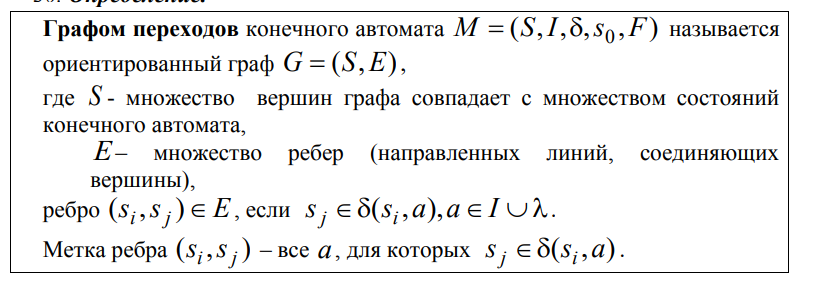 30. Определение.
Графом переходов конечного автомата M = (S, I, δ, s₀, F) называется
ориентированный граф G = (S, E),
где S - множество вершин графа совпадает с множеством состояний
конечного автомата,
E – множество ребер (направленных линий, соединяющих
вершины),
ребро (sᵢ, sⱼ) ∈ E, если sⱼ ∈ δ(sᵢ, a), a ∈ I ∪ λ.
Метка ребра (sᵢ, sⱼ) – все a, для которых sⱼ ∈ δ(sᵢ, a).